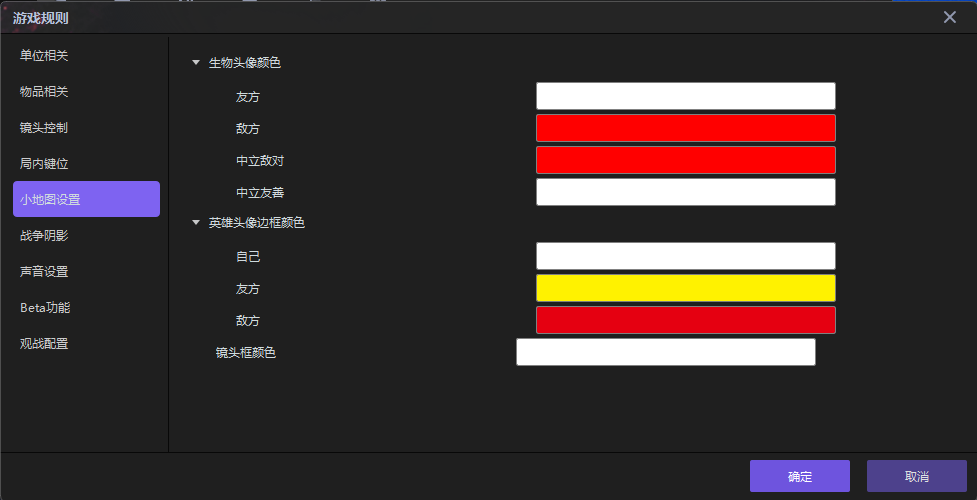 游戏规则
单位相关
物品相关
镜头控制
局内键位
小地图设置
战争阴影
声音设置
Beta功能
观战配置
生物头像颜色
友方
敌方
中立敌对
中立友善
英雄头像边框颜色
自己
友方
敌方
镜头框颜色
确定
取消